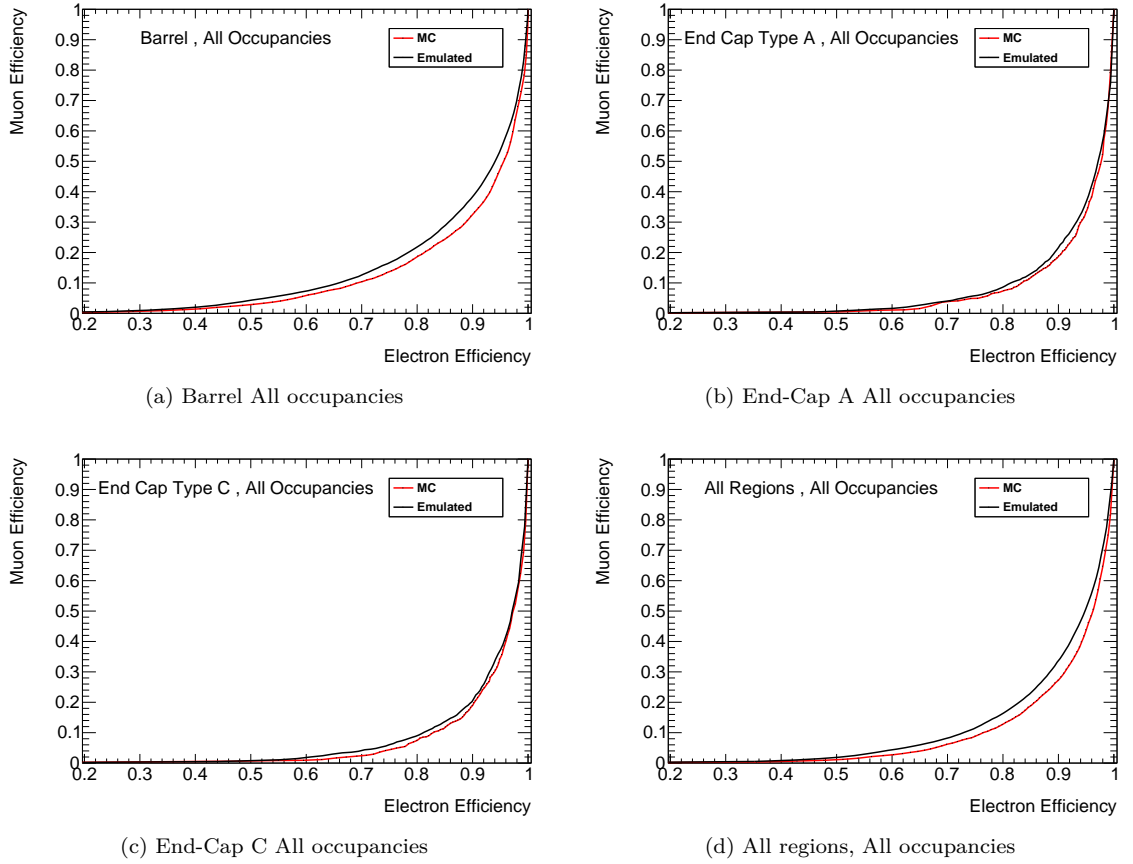 Barrel , All Occupancies
MC
Emulated
Muon Efficiency
1
0.9
0.8
0.7
0.6
0.5
0.4
0.3
0.2
0.1
0
0.2 0.3 0.4 0.5 0.6 0.7 0.8 0.9 1
Electron Efficiency
(a) Barrel All occupancies
End Cap Type A , All Occupancies
MC
Emulated
Muon Efficiency
1
0.9
0.8
0.7
0.6
0.5
0.4
0.3
0.2
0.1
0
0.2 0.3 0.4 0.5 0.6 0.7 0.8 0.9 1
Electron Efficiency
(b) End-Cap A All occupancies
End Cap Type C , All Occupancies
MC
Emulated
Muon Efficiency
1
0.9
0.8
0.7
0.6
0.5
0.4
0.3
0.2
0.1
0
0.2 0.3 0.4 0.5 0.6 0.7 0.8 0.9 1
Electron Efficiency
(c) End-Cap C All occupancies
All Regions , All Occupancies
MC
Emulated
Muon Efficiency
1
0.9
0.8
0.7
0.6
0.5
0.4
0.3
0.2
0.1
0
0.2 0.3 0.4 0.5 0.6 0.7 0.8 0.9 1
Electron Efficiency
(d) All regions, All occupancies